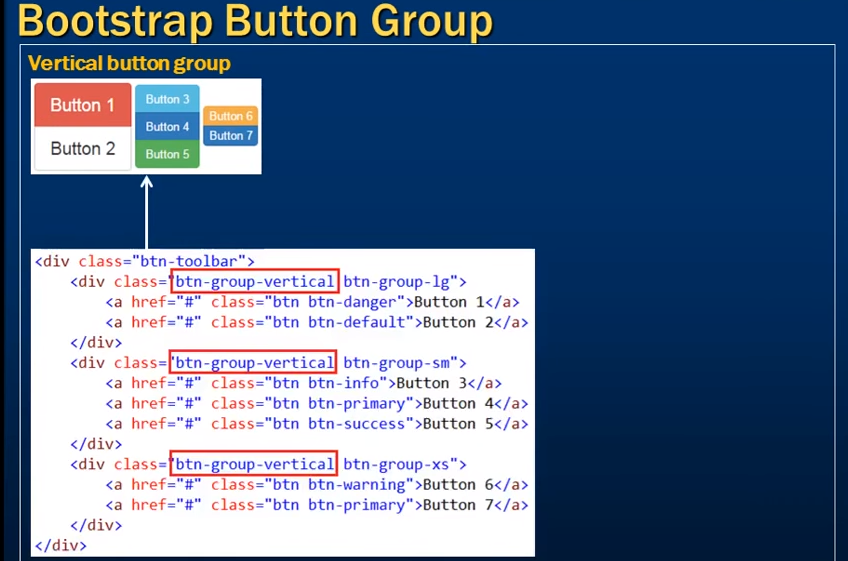 Bootstrap Button Group
Vertical button group
Button 1
Button 2
Button 3
Button 4
Button 5
Button 6
Button 7
<div class="btn-toolbar">
    <div class="btn-group-vertical btn-group-lg">
        <a href="#" class="btn btn-danger">Button 1</a>
        <a href="#" class="btn btn-default">Button 2</a>
    </div>
    <div class="btn-group-vertical btn-group-sm">
        <a href="#" class="btn btn-info">Button 3</a>
        <a href="#" class="btn btn-primary">Button 4</a>
        <a href="#" class="btn btn-success">Button 5</a>
    </div>
    <div class="btn-group-vertical btn-group-xs">
        <a href="#" class="btn btn-warning">Button 6</a>
        <a href="#" class="btn btn-primary">Button 7</a>
    </div>
</div>